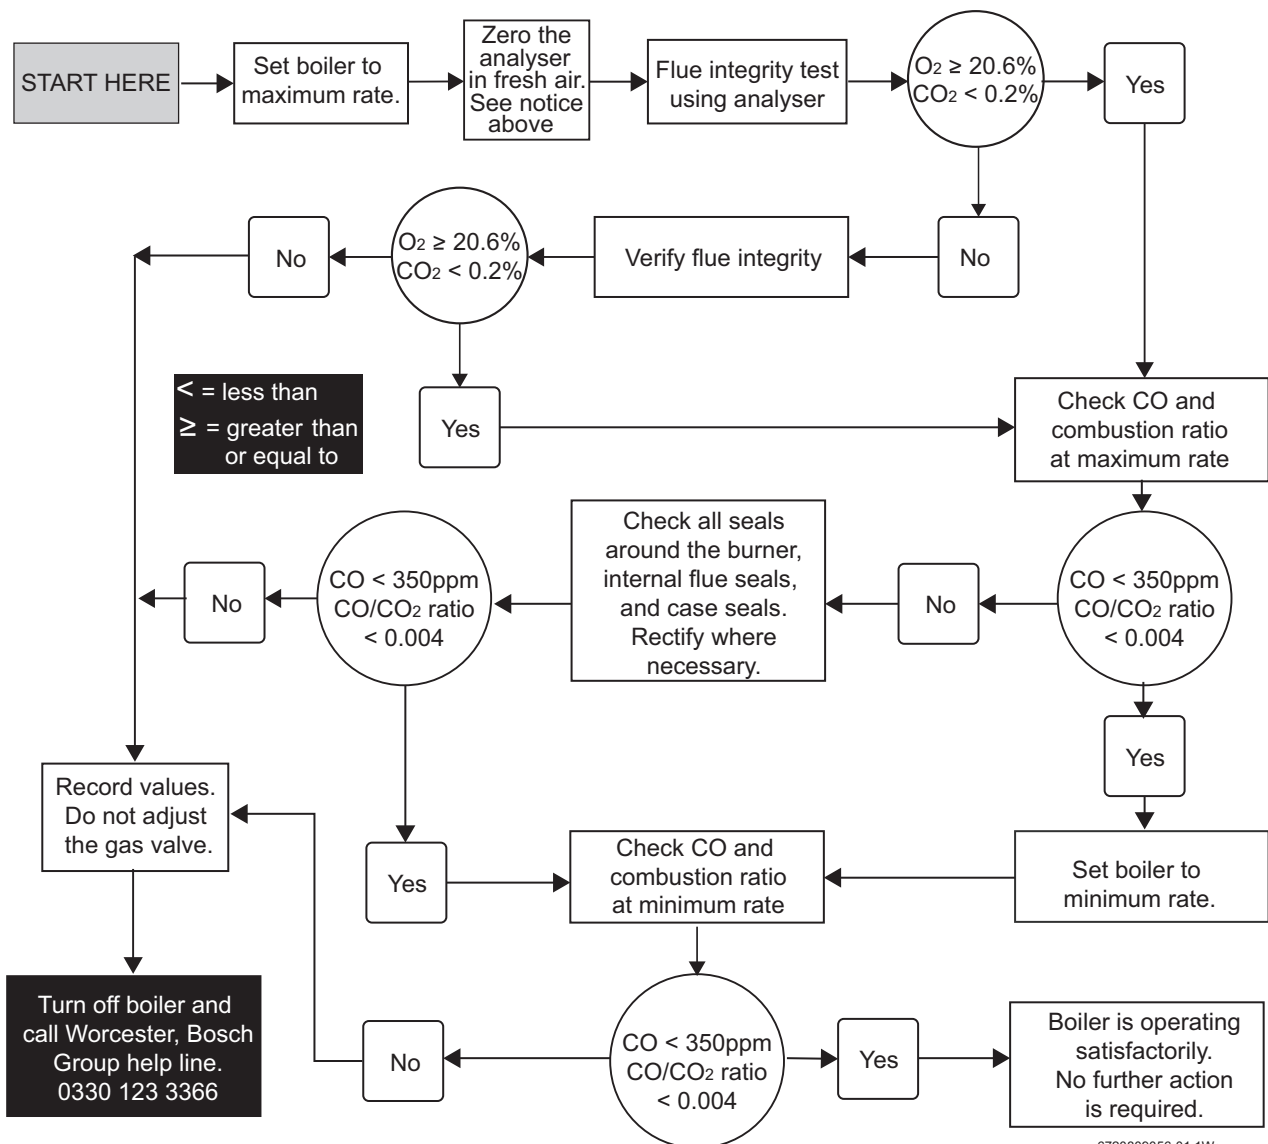 START HERE
Set boiler to
maximum rate.
Zero the
analyser
in fresh air.
See notice
above
Flue integrity test
using analyser
O2 ≥ 20.6%
CO2 < 0.2%
Yes
No
Verify flue integrity
O2 ≥ 20.6%
CO2 < 0.2%
No
Yes
< = less than
≥ = greater than
or equal to
Check CO and
combustion ratio
at maximum rate
CO < 350ppm
CO/CO2 ratio
< 0.004
No
Check all seals
around the burner,
internal flue seals,
and case seals.
Rectify where
necessary.
CO < 350ppm
CO/CO2 ratio
< 0.004
No
Yes
Yes
Set boiler to
minimum rate.
Check CO and
combustion ratio
at minimum rate
CO < 350ppm
CO/CO2 ratio
< 0.004
No
Yes
Boiler is operating
satisfactorily.
No further action
is required.
Record values.
Do not adjust
the gas valve.
Turn off boiler and
call Worcester, Bosch
Group help line.
0330 123 3366